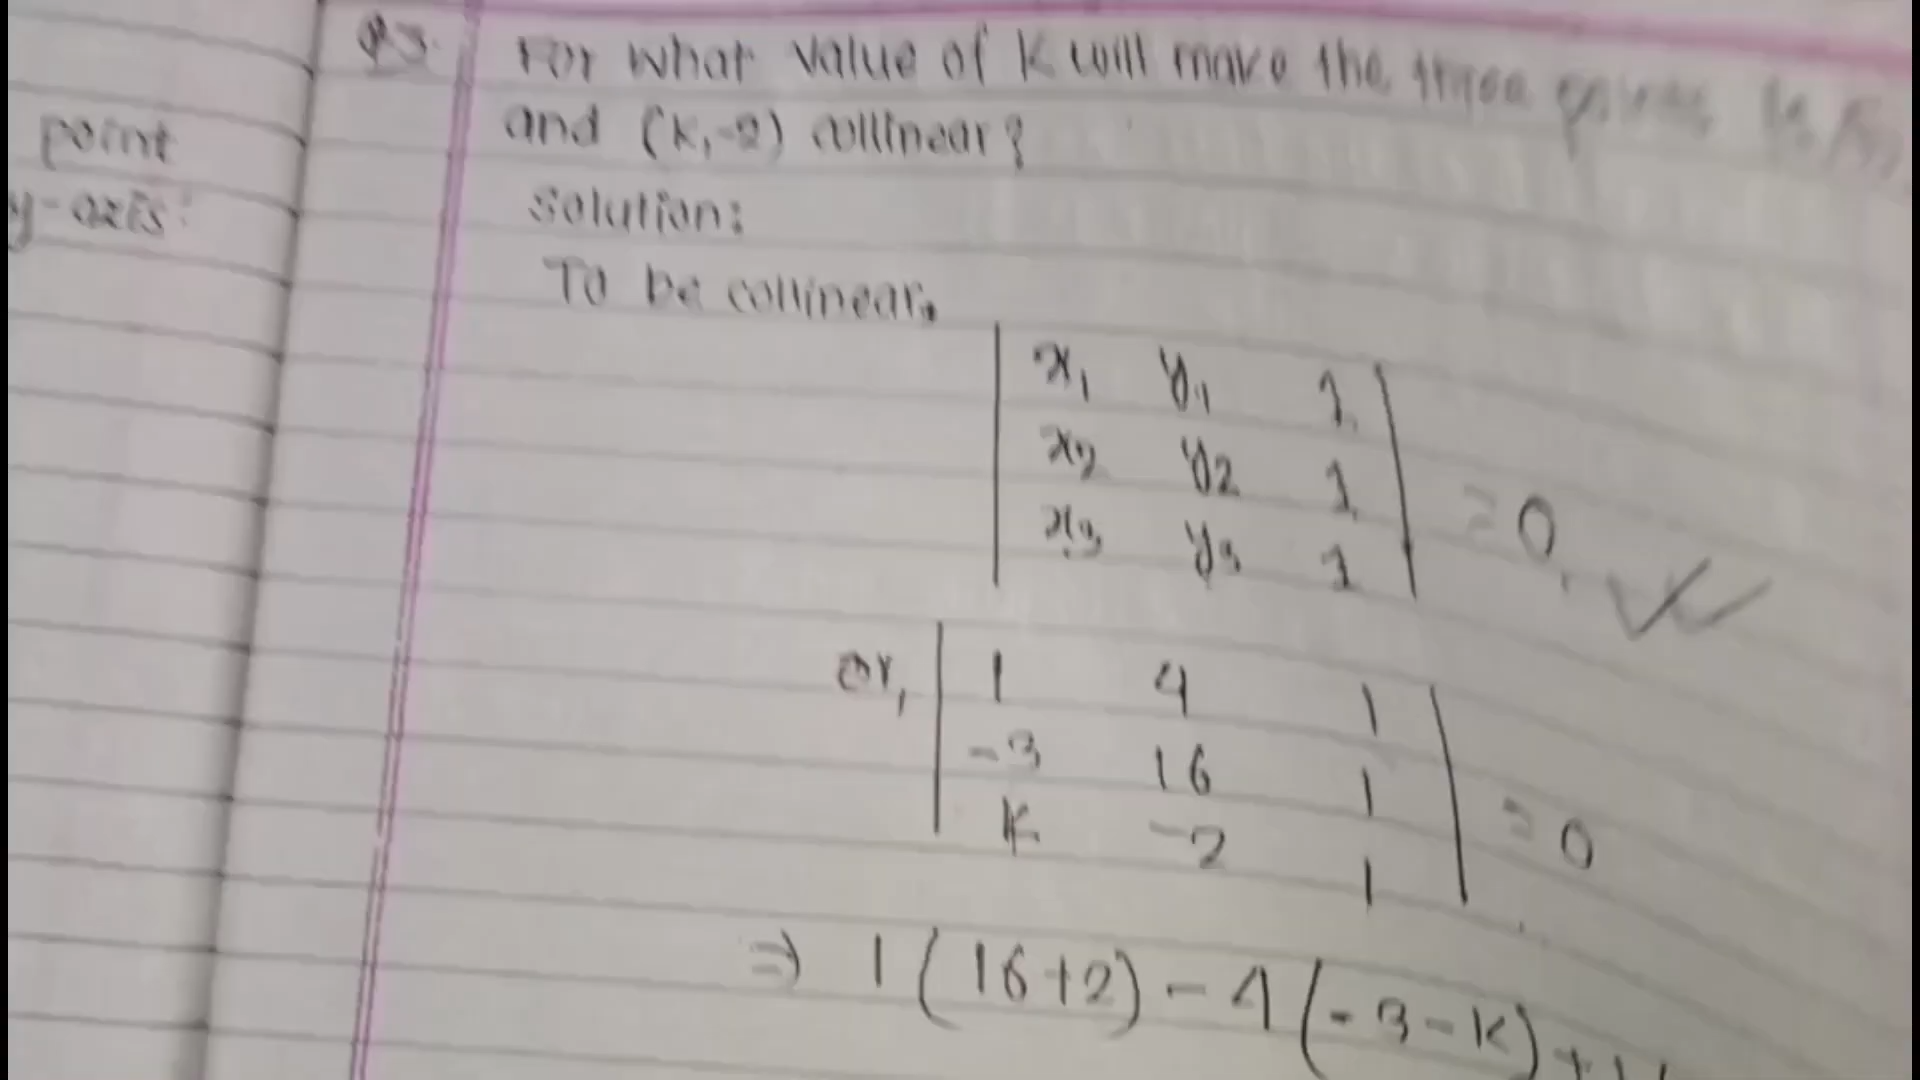 point
y-axis:
Q3. For what value of K will make the three points
and (K,-2) collinear?
Solution:
To be collinear,
x₁ y₁ 1
x₂ y₂ 1
x₃ y₃ 1
= 0.
or, 1 4 1
-3 16 1
K -2 1
= 0
⇒ 1(16+2) - 4(-3-K) +